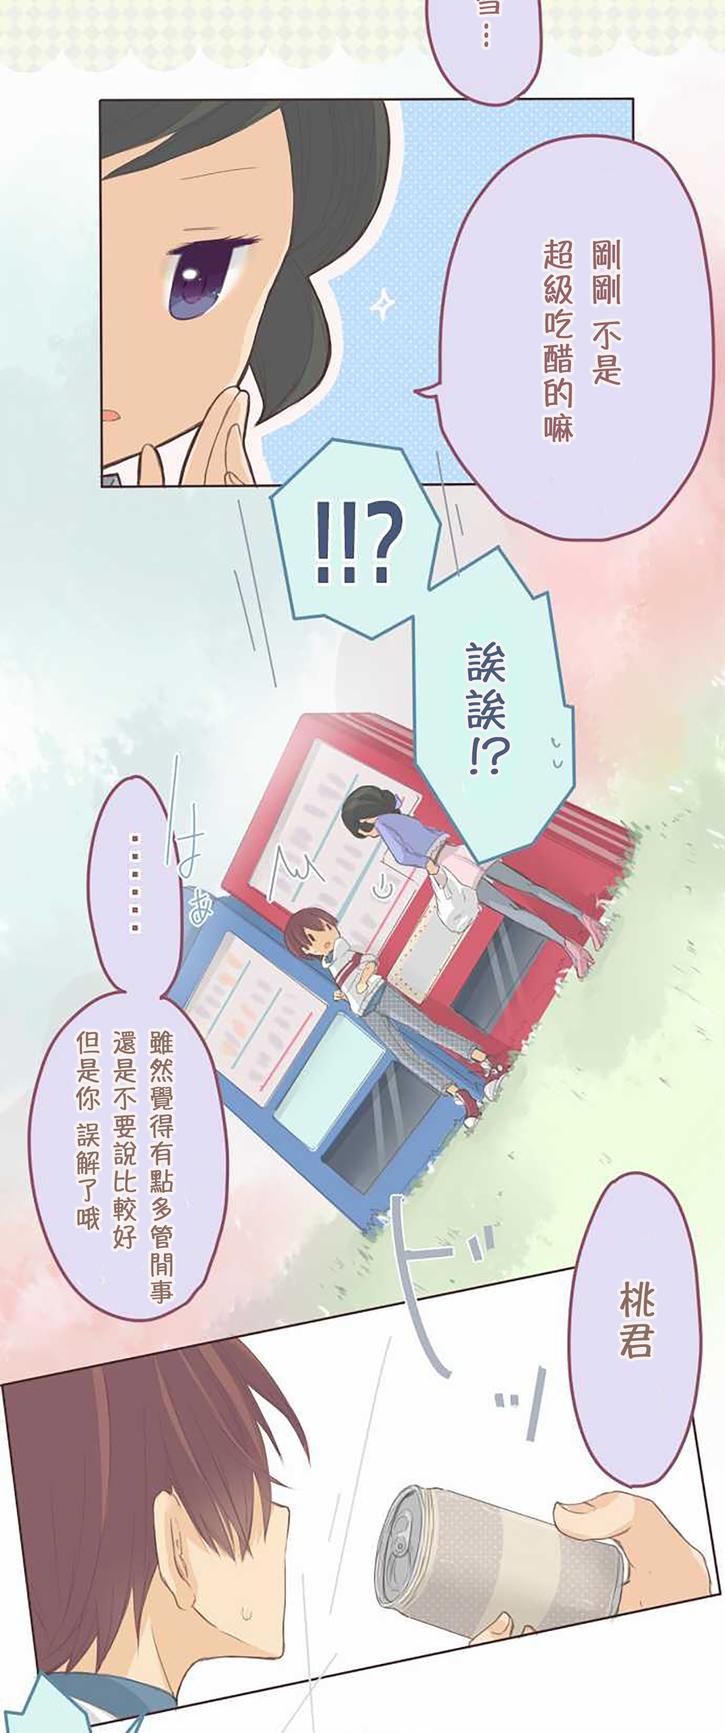 雪…
剛剛 不是
超級吃醋的嘛
!!?
誒誒!?
……
はぁ
雖然覺得有點多管閒事
還是不要說比較好
但是你 誤解了哦
桃君
ドッ